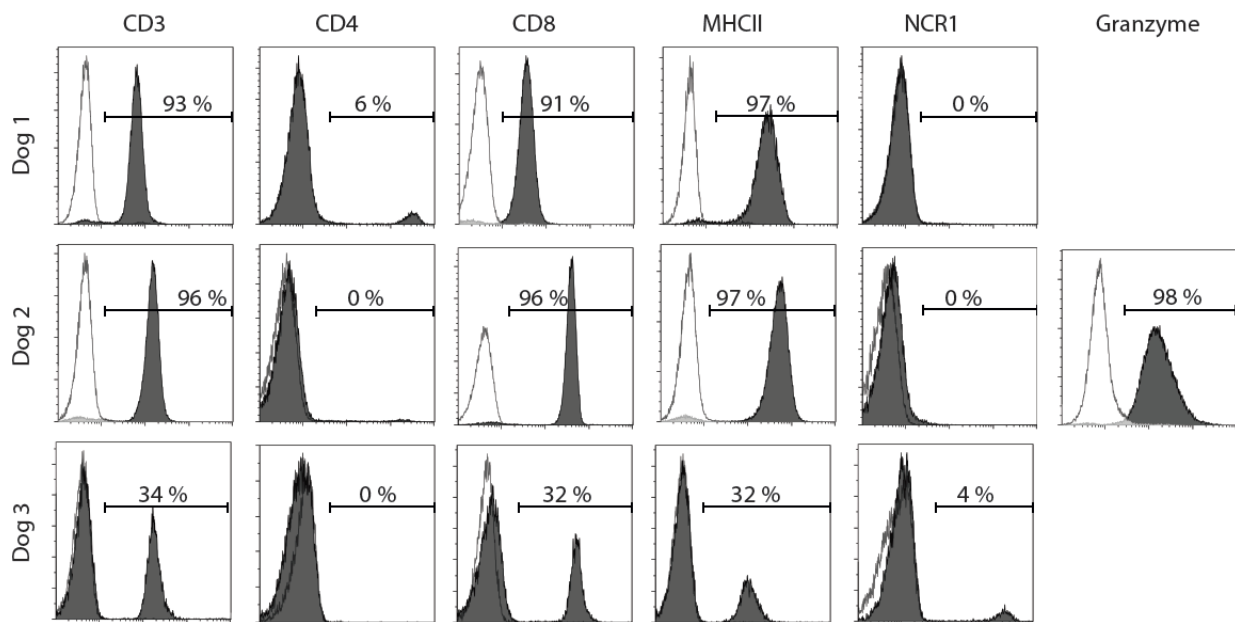 CD3 CD4 CD8 MHCII NCR1 Granzyme
Dog 1
93 % 6 % 91 % 97 % 0 %
Dog 2
96 % 0 % 96 % 97 % 0 % 98 %
Dog 3
34 % 0 % 32 % 32 % 4 %